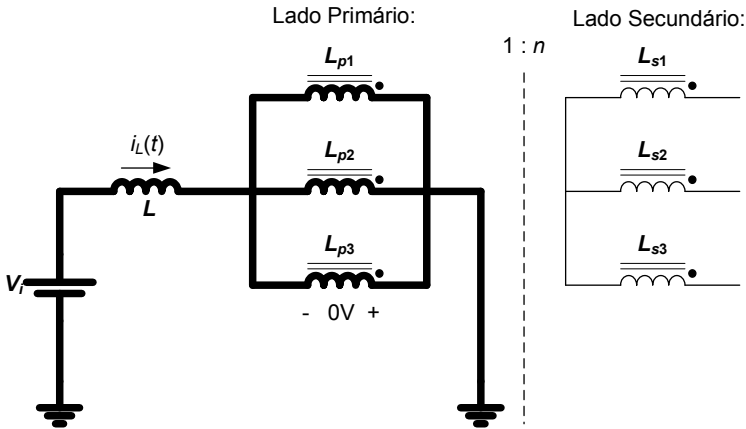 Lado Primário:
Lado Secundário:
1 : n
Lp1
Ls1
iL(t)
Lp2
Ls2
L
Lp3
Ls3
Vi
- 0V +